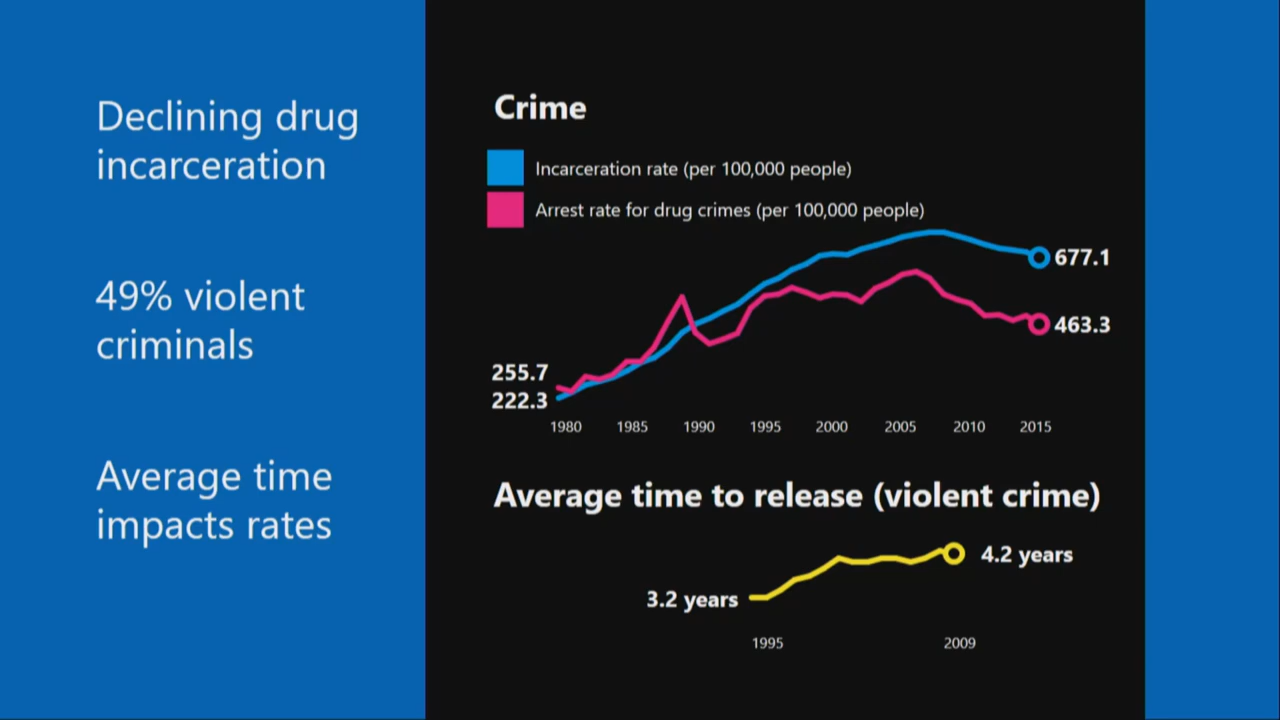 Declining drug
incarceration
49% violent
criminals
Average time
impacts rates
Crime
Incarceration rate (per 100,000 people)
Arrest rate for drug crimes (per 100,000 people)
677.1
463.3
255.7
222.3
1980 1985 1990 1995 2000 2005 2010 2015
Average time to release (violent crime)
4.2 years
3.2 years
1995 2009